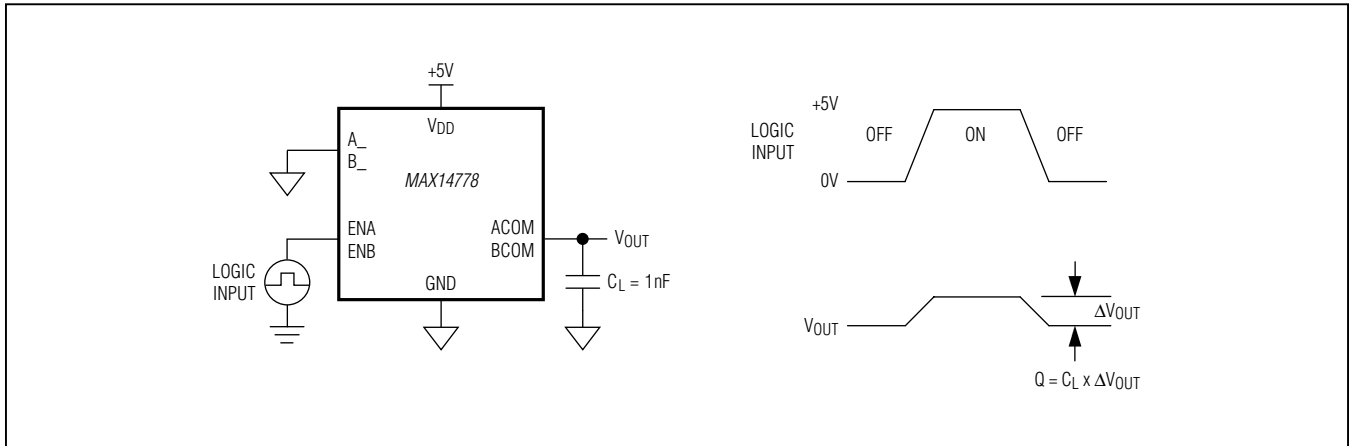 +5V
VDD
A_
B_
MAX14778
ENA
ENB
ACOM
BCOM
VOUT
LOGIC
INPUT
GND
CL = 1nF
+5V
LOGIC
INPUT
OFF
ON
OFF
0V
VOUT
ΔVOUT
Q = CL x ΔVOUT